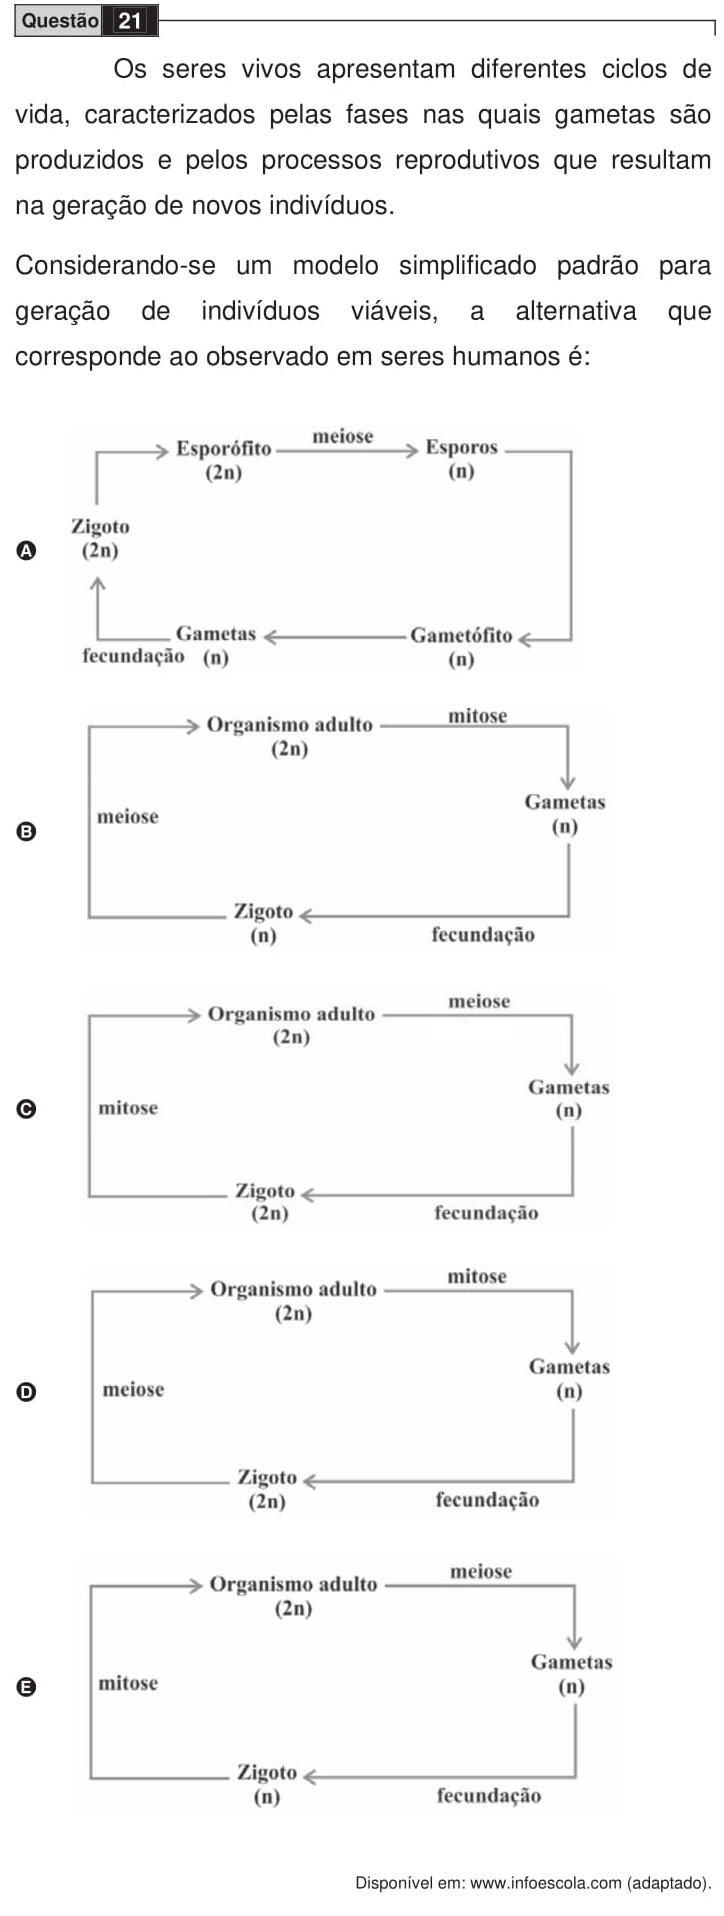 Questão 21
Os seres vivos apresentam diferentes ciclos de
vida, caracterizados pelas fases nas quais gametas são
produzidos e pelos processos reprodutivos que resultam
na geração de novos indivíduos.
Considerando-se um modelo simplificado padrão para
geração de indivíduos viáveis, a alternativa que
corresponde ao observado em seres humanos é:
A
Esporófito meiose Esporos
(2n) (n)
Zigoto
(2n)
Gametas Gametófito
fecundação (n) (n)
B
Organismo adulto mitose
(2n)
Gametas
(n)
meiose
Zigoto
(n) fecundação
C
Organismo adulto meiose
(2n)
Gametas
(n)
mitose
Zigoto
(2n) fecundação
D
Organismo adulto mitose
(2n)
Gametas
(n)
meiose
Zigoto
(2n) fecundação
E
Organismo adulto meiose
(2n)
Gametas
(n)
mitose
Zigoto
(n) fecundação
Disponível em: www.infoescola.com (adaptado).